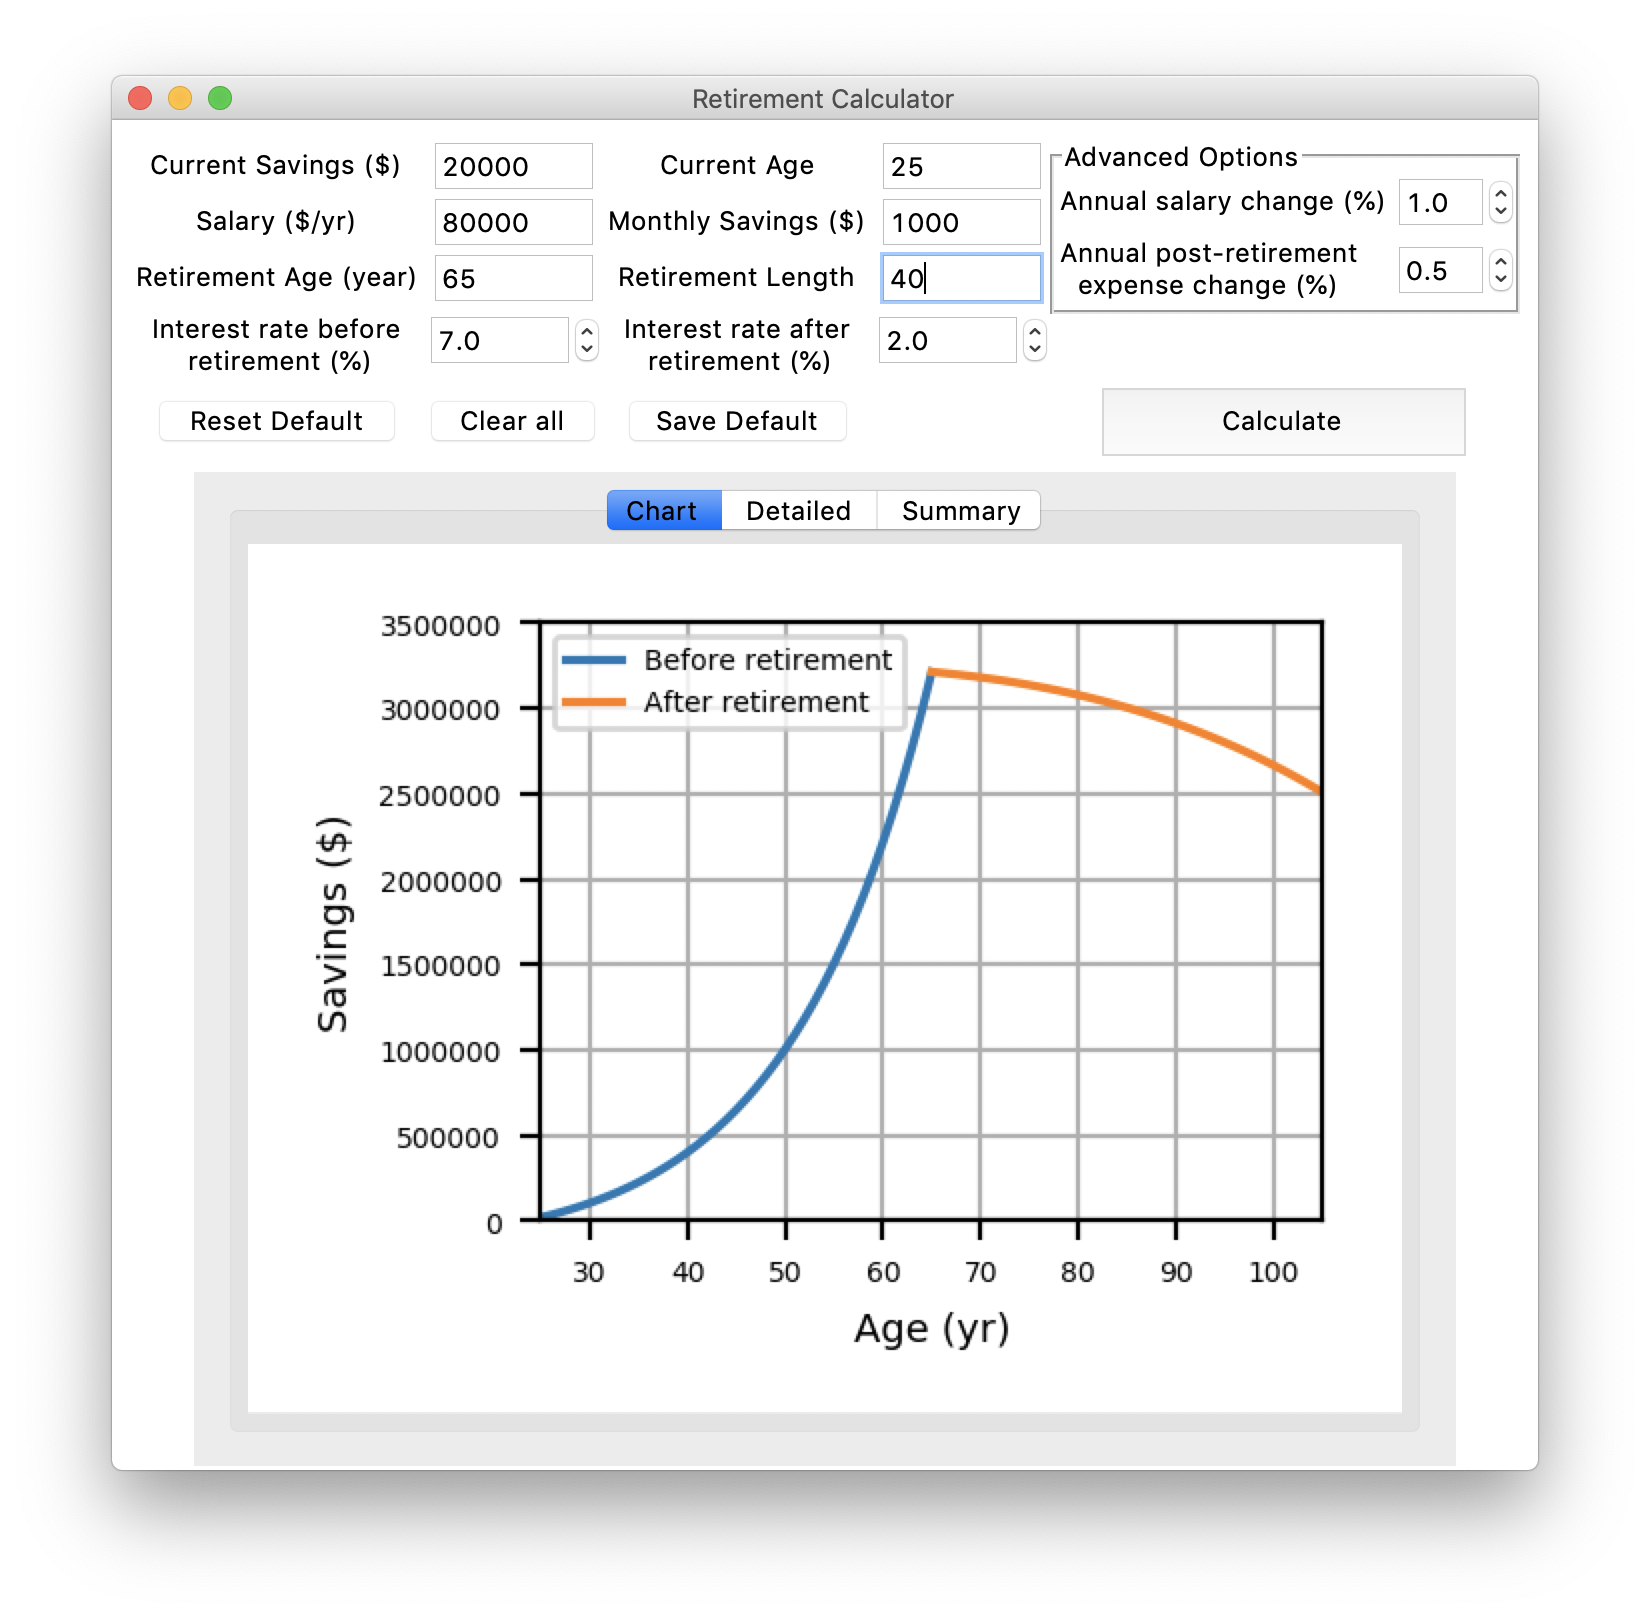 Retirement Calculator
Current Savings ($) 20000 Current Age 25 Advanced Options
Salary ($/yr) 80000 Monthly Savings ($) 1000 Annual salary change (%) 1.0
Retirement Age (year) 65 Retirement Length 40 Annual post-retirement
expense change (%) 0.5
Interest rate before
retirement (%) 7.0 Interest rate after
retirement (%) 2.0
Reset Default Clear all Save Default Calculate
Chart Detailed Summary
3500000
3000000
2500000
2000000
1500000
1000000
500000
0
Savings ($)
Before retirement
After retirement
30 40 50 60 70 80 90 100
Age (yr)